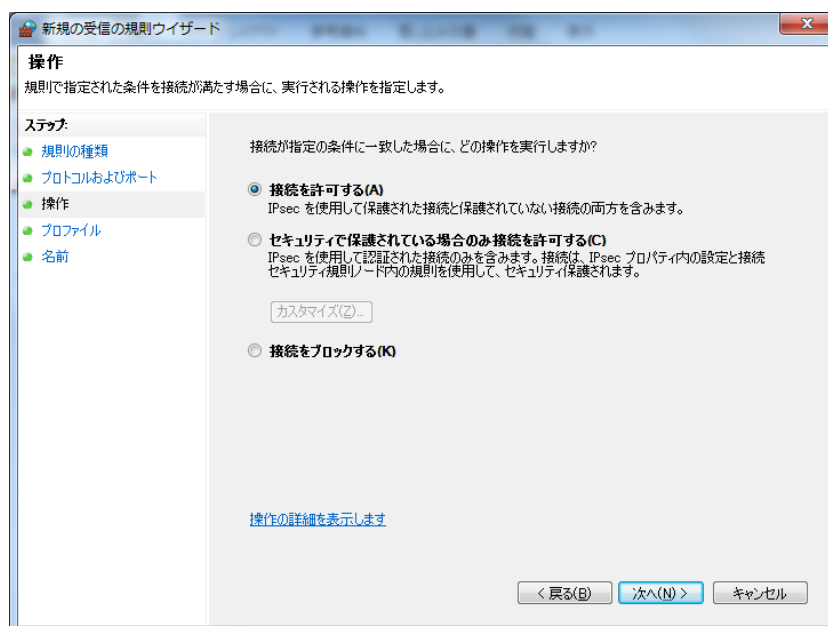 新規の受信の規則ウィザード
操作
規則で指定された条件を接続が満たす場合に、実行される操作を指定します。
ステップ:
規則の種類
プロトコルおよびポート
操作
プロファイル
名前
接続が指定の条件に一致した場合に、どの操作を実行しますか?
接続を許可する(A)
IPsec を使用して保護された接続と保護されていない接続の両方を含みます。
セキュリティで保護されている場合のみ接続を許可する(C)
IPsec を使用して認証された接続のみを含みます。接続は、IPsec プロパティ内の設定と接続
セキュリティ規則ノード内の規則を使用して、セキュリティ保護されます。
カスタマイズ(Z)...
接続をブロックする(K)
操作の詳細を表示します
< 戻る(B)
次へ(N) >
キャンセル